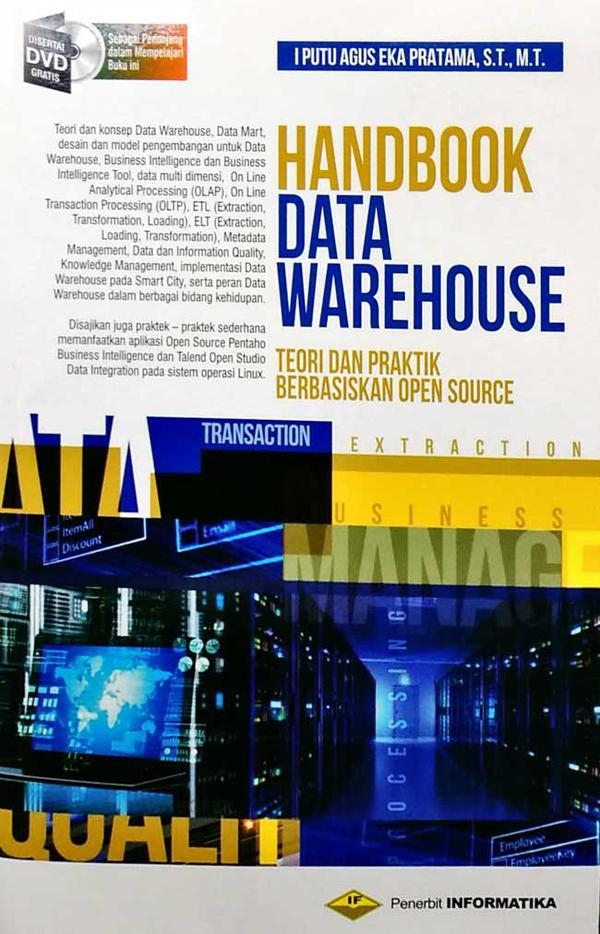 DISERTAI
DVD
GRATIS
Sebagai Penunjang
dalam Mempelajari
Buku ini
I PUTU AGUS EKA PRATAMA, S.T., M.T.
Teori dan konsep Data Warehouse, Data Mart,
desain dan model pengembangan untuk Data
Warehouse, Business Intelligence dan Business
Intelligence Tool, data multi dimensi, On Line
Analytical Processing (OLAP), On Line
Transaction Processing (OLTP), ETL (Extraction,
Transformation, Loading), ELT (Extraction,
Loading, Transformation), Metadata
Management, Data dan Information Quality,
Knowledge Management, implementasi Data
Warehouse pada Smart City, serta peran Data
Warehouse dalam berbagai bidang kehidupan.
Disajikan juga praktek – praktek sederhana
memanfaatkan aplikasi Open Source Pentaho
Business Intelligence dan Talend Open Studio
Data Integration pada sistem operasi Linux.
HANDBOOK
DATA
WAREHOUSE
TEORI DAN PRAKTIK
BERBASISKAN OPEN SOURCE
ATA
TRANSACTION
EXTRACTION
USINESS
ItemAll
Discount
Email
MANAGE
PROCESSING
QUALIT
Employee
EmployeeKey
IF
Penerbit INFORMATIKA